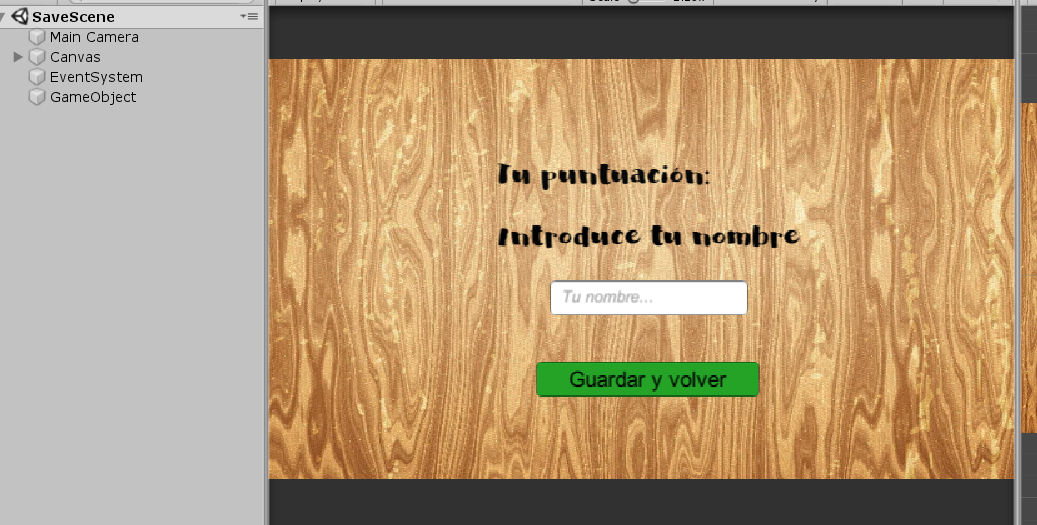 SaveScene
Main Camera
Canvas
EventSystem
GameObject
Tu puntuación:
Introduce tu nombre
Tu nombre...
Guardar y volver